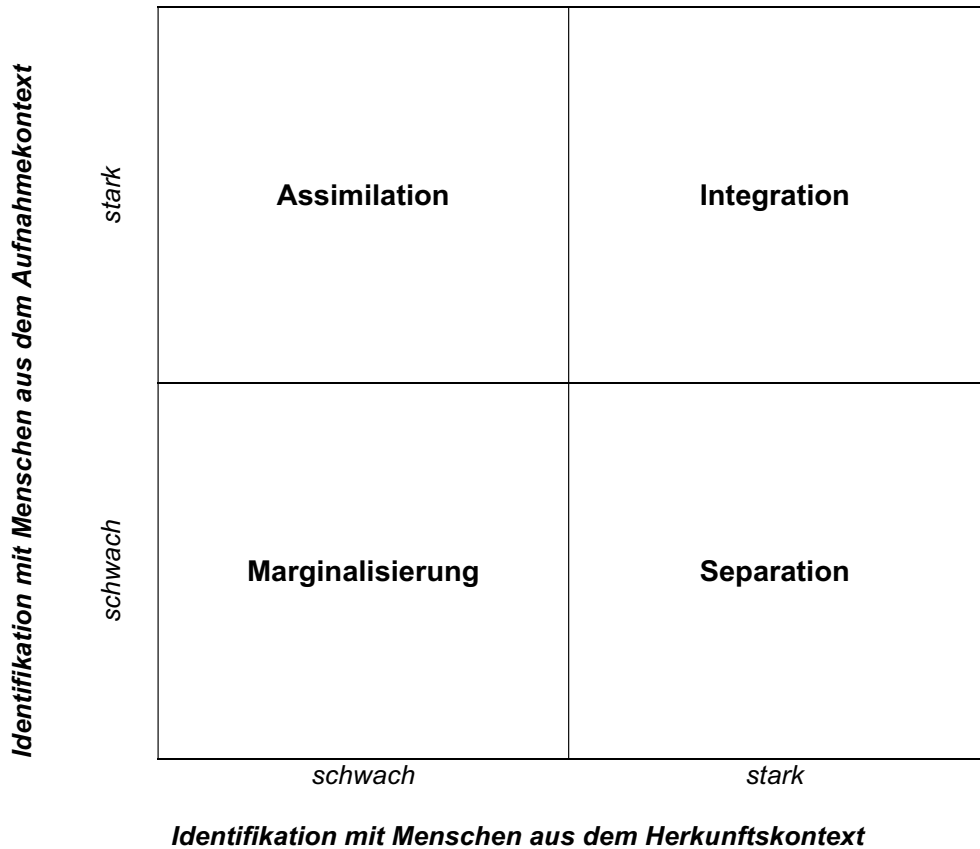 Identifikation mit Menschen aus dem Aufnahmekontext
stark
Assimilation
Integration
schwach
Marginalisierung
Separation
schwach
stark
Identifikation mit Menschen aus dem Herkunftskontext